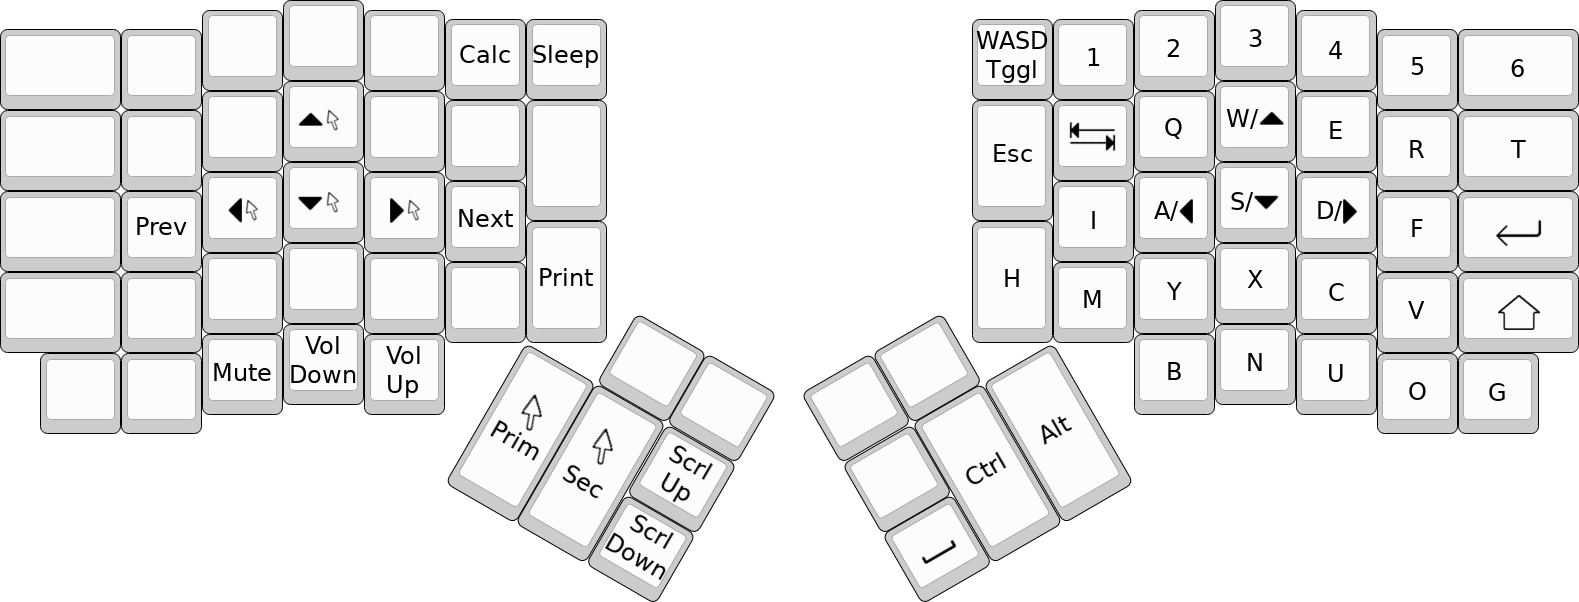 Calc
Sleep
Prev
Next
Print
Mute
Vol
Down
Vol
Up
Prim
Sec
Scrl
Up
Scrl
Down
WASD
Tggl
1
2
3
4
5
6
Esc
Q
W/
E
R
T
I
A/
S/
D/
F
H
M
Y
X
C
V
B
N
U
O
G
Ctrl
Alt